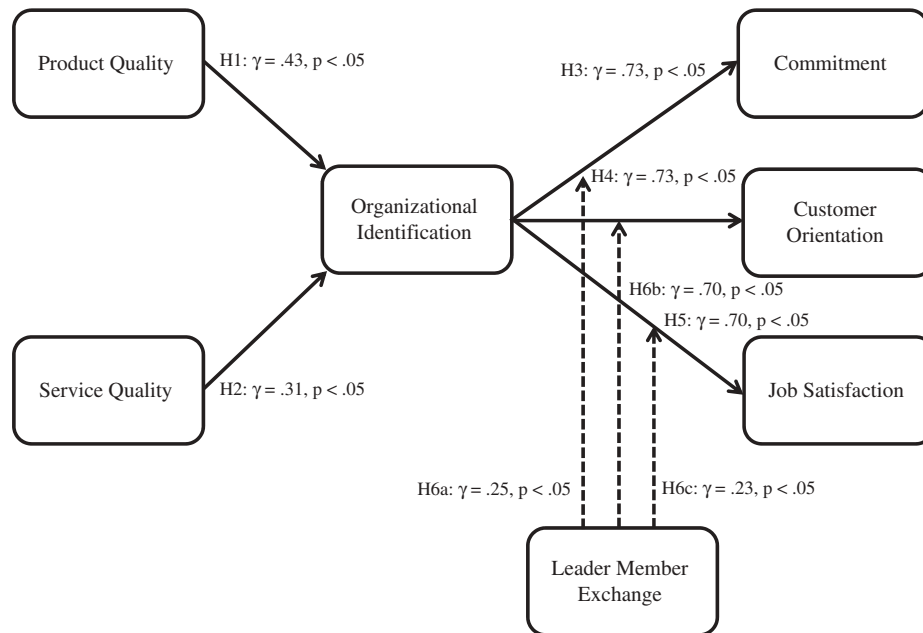 Product Quality
H1: γ = .43, p < .05
H3: γ = .73, p < .05
Commitment
Organizational
Identification
H4: γ = .73, p < .05
Customer
Orientation
H6b: γ = .70, p < .05
H5: γ = .70, p < .05
Service Quality
H2: γ = .31, p < .05
Job Satisfaction
H6a: γ = .25, p < .05
H6c: γ = .23, p < .05
Leader Member
Exchange